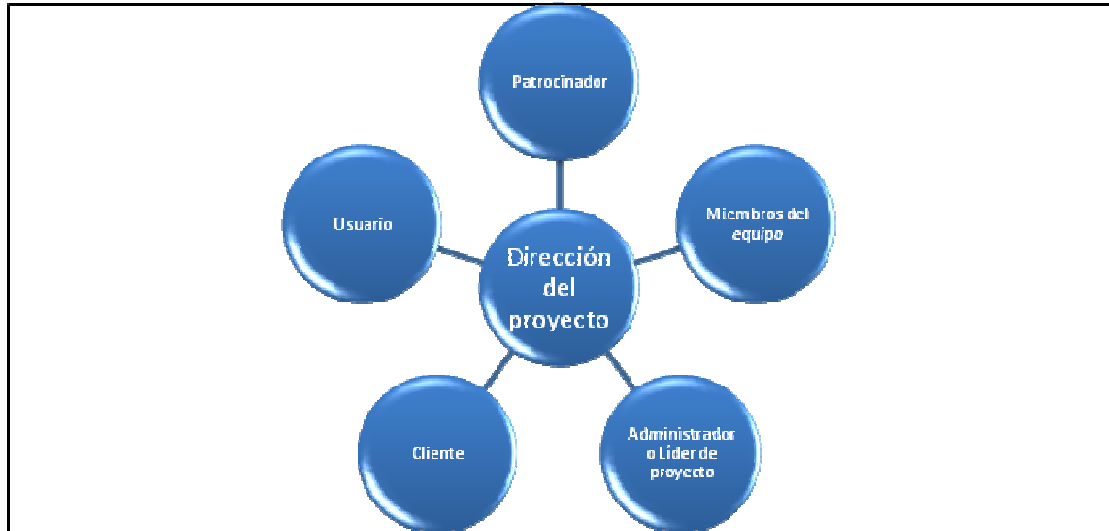 Patrocinador
Miembros del
equipo
Usuario
Dirección
del
proyecto
Cliente
Administrador
o Líder de
proyecto